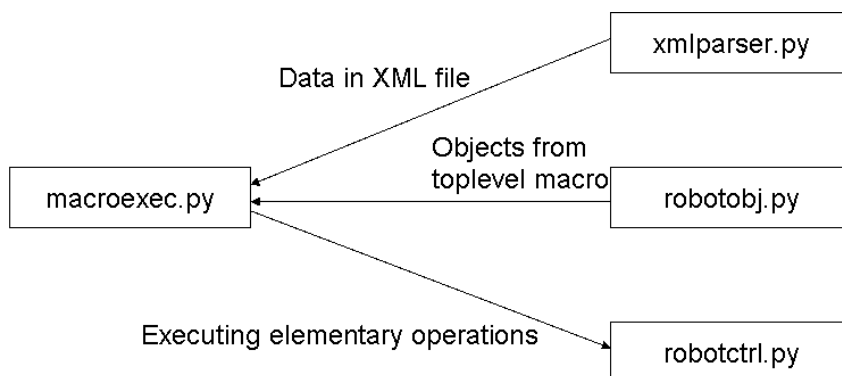 xmlparser.py
Data in XML file
Objects from
toplevel macro
macroexec.py
robotobj.py
Executing elementary operations
robotctrl.py